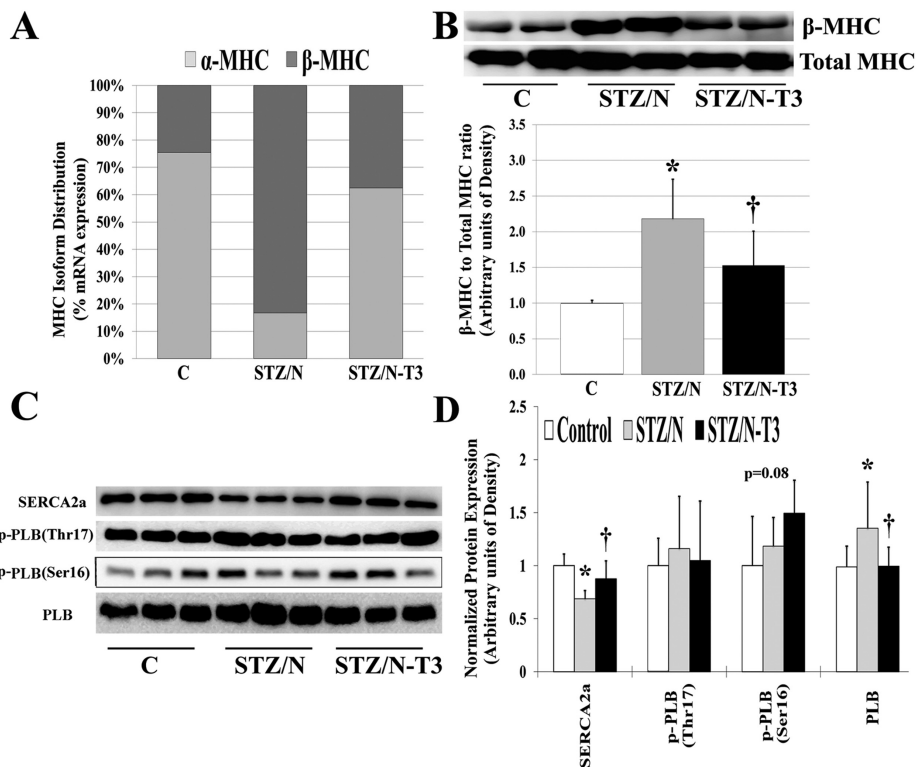 A
α-MHC β-MHC
MHC Isoform Distribution
(% mRNA expression)
100%
90%
80%
70%
60%
50%
40%
30%
20%
10%
0%
C STZ/N STZ/N-T3
B
β-MHC
Total MHC
C STZ/N STZ/N-T3
β-MHC to Total MHC ratio
(Arbitrary units of Density)
3.5
3.0
2.5
2.0
1.5
1.0
0.5
0.0
*
†
C STZ/N STZ/N-T3
C
SERCA2a
p-PLB(Thr17)
p-PLB(Ser16)
PLB
C STZ/N STZ/N-T3
D
Control STZ/N STZ/N-T3
Normalized Protein Expression
(Arbitrary units of Density)
2.5
2
1.5
1
0.5
0
*
†
p=0.08
*
†
SERCA2a
p-PLB
(Thr17)
p-PLB
(Ser16)
PLB